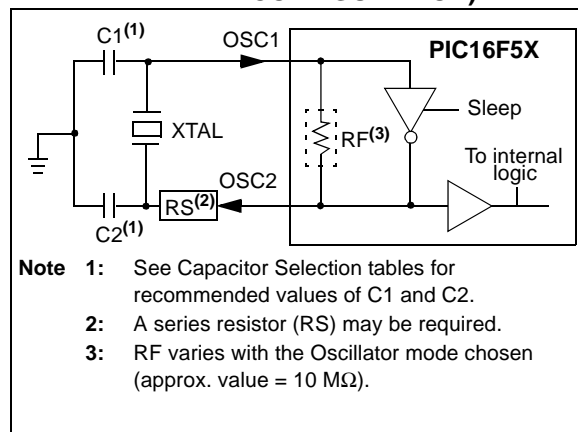 C1(1)
OSC1
PIC16F5X
Sleep
XTAL
RF(3)
To internal
logic
OSC2
RS(2)
C2(1)
Note 1: See Capacitor Selection tables for
recommended values of C1 and C2.
2: A series resistor (RS) may be required.
3: RF varies with the Oscillator mode chosen
(approx. value = 10 MΩ).